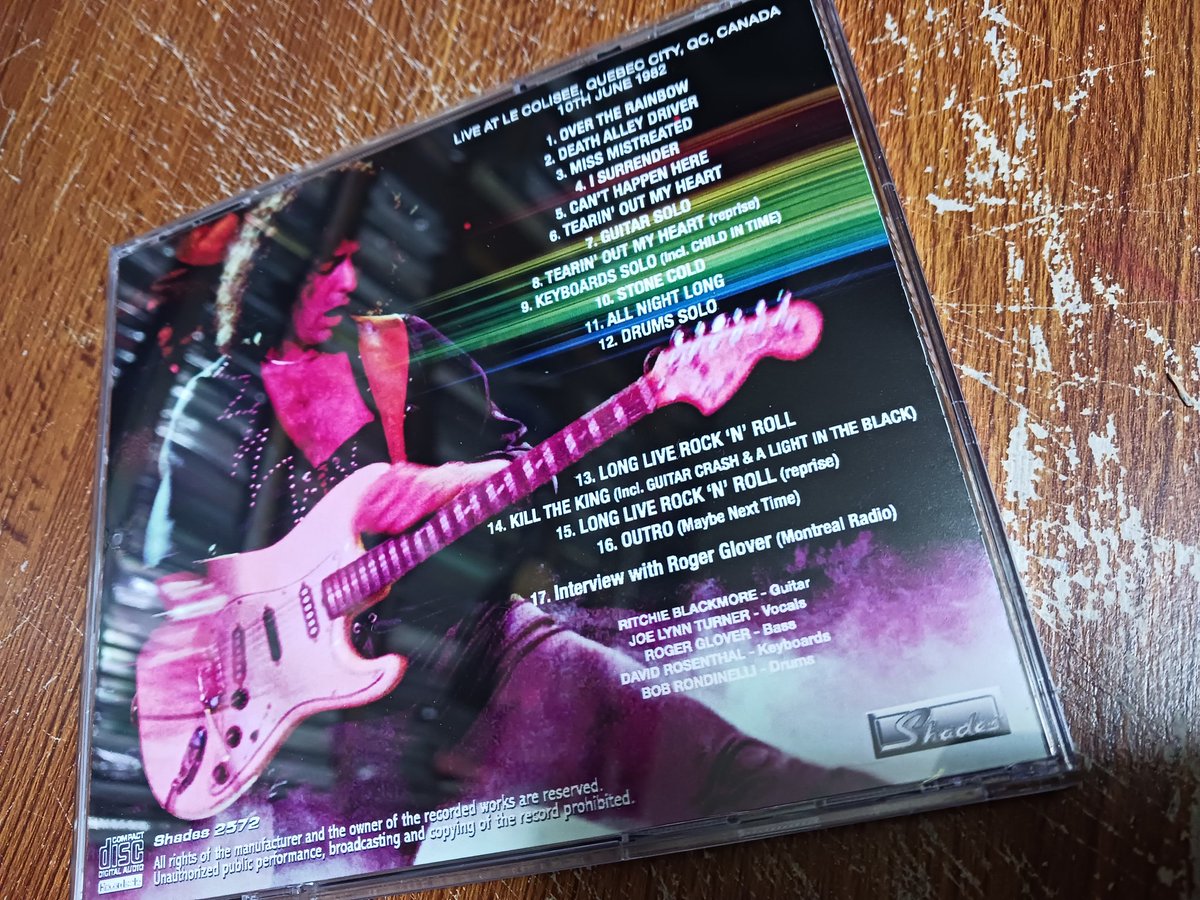 LIVE AT LE COLISEE, QUEBEC CITY, QC, CANADA
10TH JUNE 1982
1. OVER THE RAINBOW
2. DEATH ALLEY DRIVER
3. MISS MISTREATED
4. I SURRENDER
5. CAN'T HAPPEN HERE
6. TEARIN' OUT MY HEART
7. GUITAR SOLO
8. TEARIN' OUT MY HEART (reprise)
9. KEYBOARDS SOLO (incl. CHILD IN TIME)
10. STONE COLD
11. ALL NIGHT LONG
12. DRUMS SOLO
13. LONG LIVE ROCK 'N' ROLL
14. KILL THE KING (Incl. GUITAR CRASH & A LIGHT IN THE BLACK)
15. LONG LIVE ROCK 'N' ROLL (reprise)
16. OUTRO (Maybe Next Time)
17. Interview with Roger Glover (Montreal Radio)
RITCHIE BLACKMORE - Guitar
JOE LYNN TURNER - Vocals
ROGER GLOVER - Bass
DAVID ROSENTHAL - Keyboards
BOB RONDINELLI - Drums
Shades
COMPACT
disc
DIGITAL AUDIO
Recordable
Shades 2572
All rights of the manufacturer and the owner of the recorded works are reserved.
Unauthorized public performance, broadcasting and copying of the record prohibited.